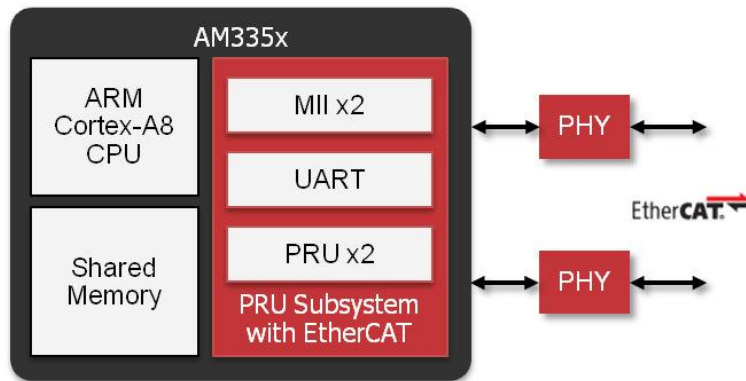 AM335x
ARM
Cortex-A8
CPU
Shared
Memory
MII x2
UART
PRU x2
PRU Subsystem
with EtherCAT
PHY
EtherCAT.
PHY